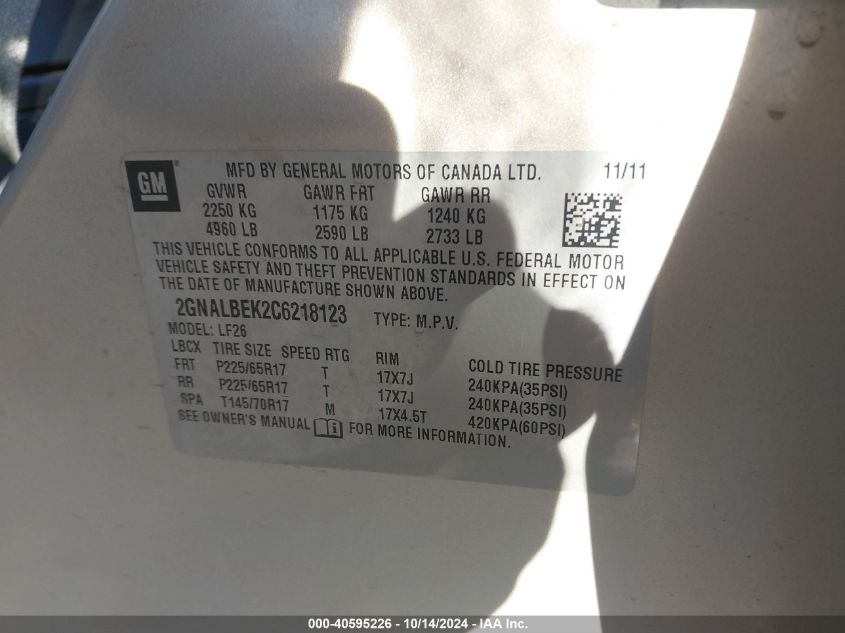 GM® MFD BY GENERAL MOTORS OF CANADA LTD. 11/11
GVWR GAWR FRT GAWR RR
2250 KG 1175 KG 1240 KG
4960 LB 2590 LB 2733 LB
THIS VEHICLE CONFORMS TO ALL APPLICABLE U.S. FEDERAL MOTOR
VEHICLE SAFETY AND THEFT PREVENTION STANDARDS IN EFFECT ON
THE DATE OF MANUFACTURE SHOWN ABOVE.
2GNALBEK2C6218123 TYPE: M.P.V.
MODEL: LF26
LBCX TIRE SIZE SPEED RTG RIM COLD TIRE PRESSURE
FRT P225/65R17 T 17X7J 240KPA(35PSI)
RR P225/65R17 T 17X7J 240KPA(35PSI)
SPA T145/70R17 M 17X4.5T 420KPA(60PSI)
SEE OWNER'S MANUAL FOR MORE INFORMATION.
000-40595226 - 10/14/2024 - IAA Inc.